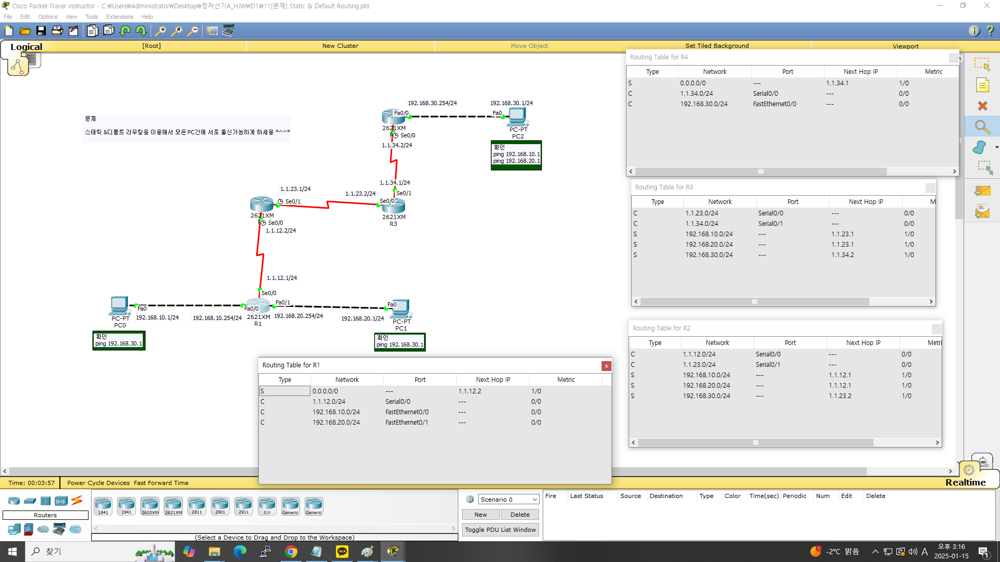 Cisco Packet Tracer Instructor - C:\Users\Administrator\Desktop\정처산기A_HJW\D1\11[문제] Static & Default Routing.pkt
File Edit Options View Tools Extensions Help
Logical [Root] New Cluster Move Object Set Tiled Background Viewport
문제
스태틱 &디폴트 라우팅을 이용해서 모든 PC간에 서로 통신가능하게 하세용 *^^*
192.168.30.254/24 192.168.30.1/24
Fa0/0 Fa0
2621XM
Se0/0
1.1.34.2/24
PC-PT
PC2
확인
ping 192.168.10.1
ping 192.168.20.1
1.1.34.1/24
Se0/1
1.1.23.1/24
1.1.23.2/24
Se0/1
Se0/0
2621XM
2621XM
R3
Se0/0
1.1.12.2/24
1.1.12.1/24
Se0/0
Fa0 Fa0/0 Fa0/1 Fa0
PC-PT
PC0
192.168.10.1/24 192.168.10.254/24
2621XM
R1
192.168.20.254/24 192.168.20.1/24
PC-PT
PC1
확인
ping 192.168.30.1
확인
ping 192.168.30.1
Routing Table for R4
Type Network Port Next Hop IP Metric
S 0.0.0.0/0 --- 1.1.34.1 1/0
C 1.1.34.0/24 Serial0/0 --- 0/0
C 192.168.30.0/24 FastEthernet0/0 --- 0/0
Routing Table for R3
Type Network Port Next Hop IP M
C 1.1.23.0/24 Serial0/0 --- 0/0
C 1.1.34.0/24 Serial0/1 --- 0/0
S 192.168.10.0/24 --- 1.1.23.1 1/0
S 192.168.20.0/24 --- 1.1.23.1 1/0
S 192.168.30.0/24 --- 1.1.34.2 1/0
Routing Table for R2
Type Network Port Next Hop IP Metri
C 1.1.12.0/24 Serial0/0 --- 0/0
C 1.1.23.0/24 Serial0/1 --- 0/0
S 192.168.10.0/24 --- 1.1.12.1 1/0
S 192.168.20.0/24 --- 1.1.12.1 1/0
S 192.168.30.0/24 --- 1.1.23.2 1/0
Routing Table for R1
Type Network Port Next Hop IP Metric
S 0.0.0.0/0 --- 1.1.12.2 1/0
C 1.1.12.0/24 Serial0/0 --- 0/0
C 192.168.10.0/24 FastEthernet0/0 --- 0/0
C 192.168.20.0/24 FastEthernet0/1 --- 0/0
Time: 00:03:57 Power Cycle Devices Fast Forward Time Realtime
Routers
1841 1941 2620XM 2621XM 2811 2901 2911 819 Generic Generic
(Select a Device to Drag and Drop to the Workspace)
Scenario 0
New Delete
Toggle PDU List Window
Fire Last Status Source Destination Type Color Time(sec) Periodic Num Edit Delete
찾기
TALK
1
-2°C 맑음
A
오후 3:16
2025-01-15
1